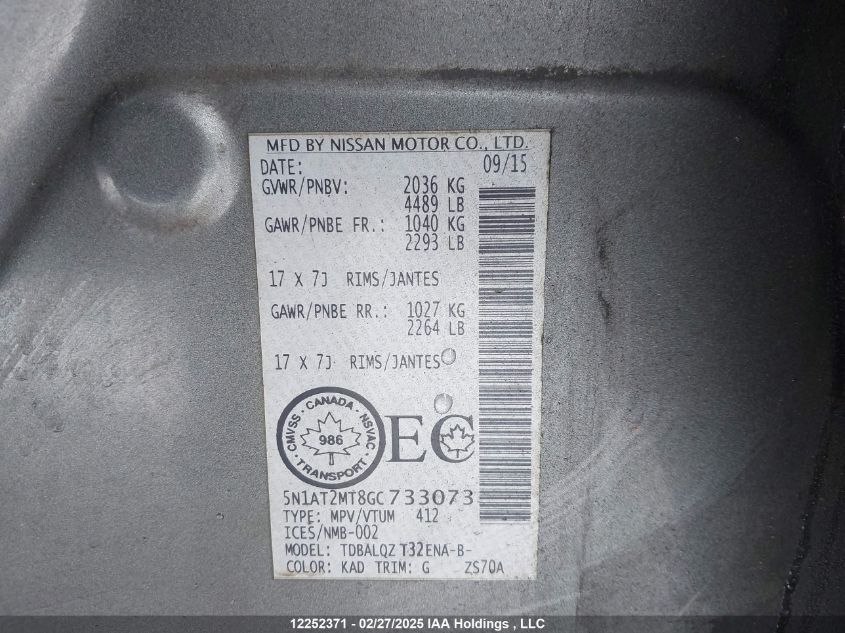 MFD BY NISSAN MOTOR CO., LTD.
DATE: 09/15
GVWR/PNBV: 2036 KG
4489 LB
GAWR/PNBE FR.: 1040 KG
2293 LB
17 X 7J RIMS/JANTES
GAWR/PNBE RR.: 1027 KG
2264 LB
17 X 7J RIMS/JANTES
CANADA
CMVSS · NSVAC
986
TRANSPORT
EC
5N1AT2MT8GC733073
TYPE: MPV/VTUM 412
ICES/NMB-002
MODEL: TDBALQZ T32ENA-B-
COLOR: KAD TRIM: G ZS70A
12252371 - 02/27/2025 IAA Holdings , LLC